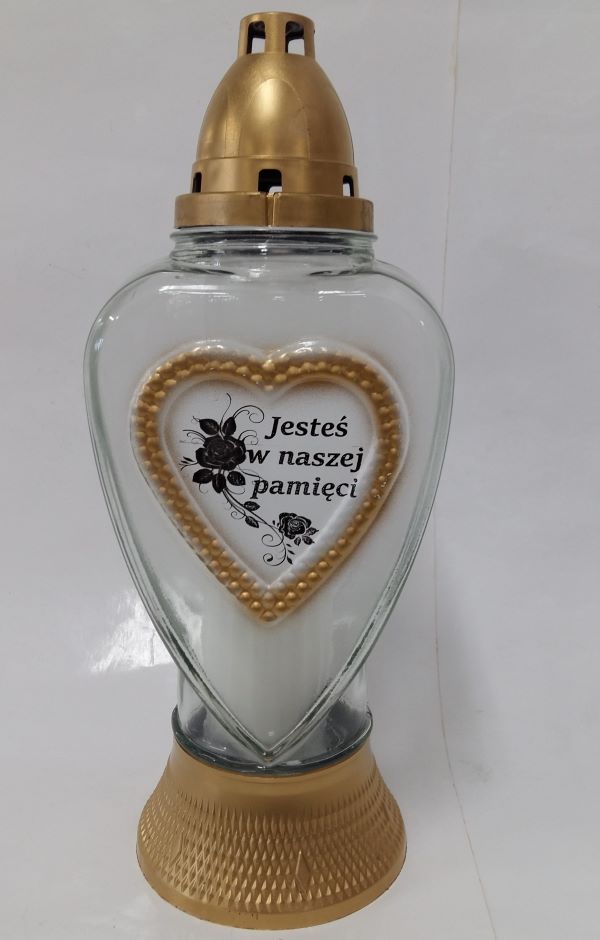 Jesteś
w naszej
pamięci